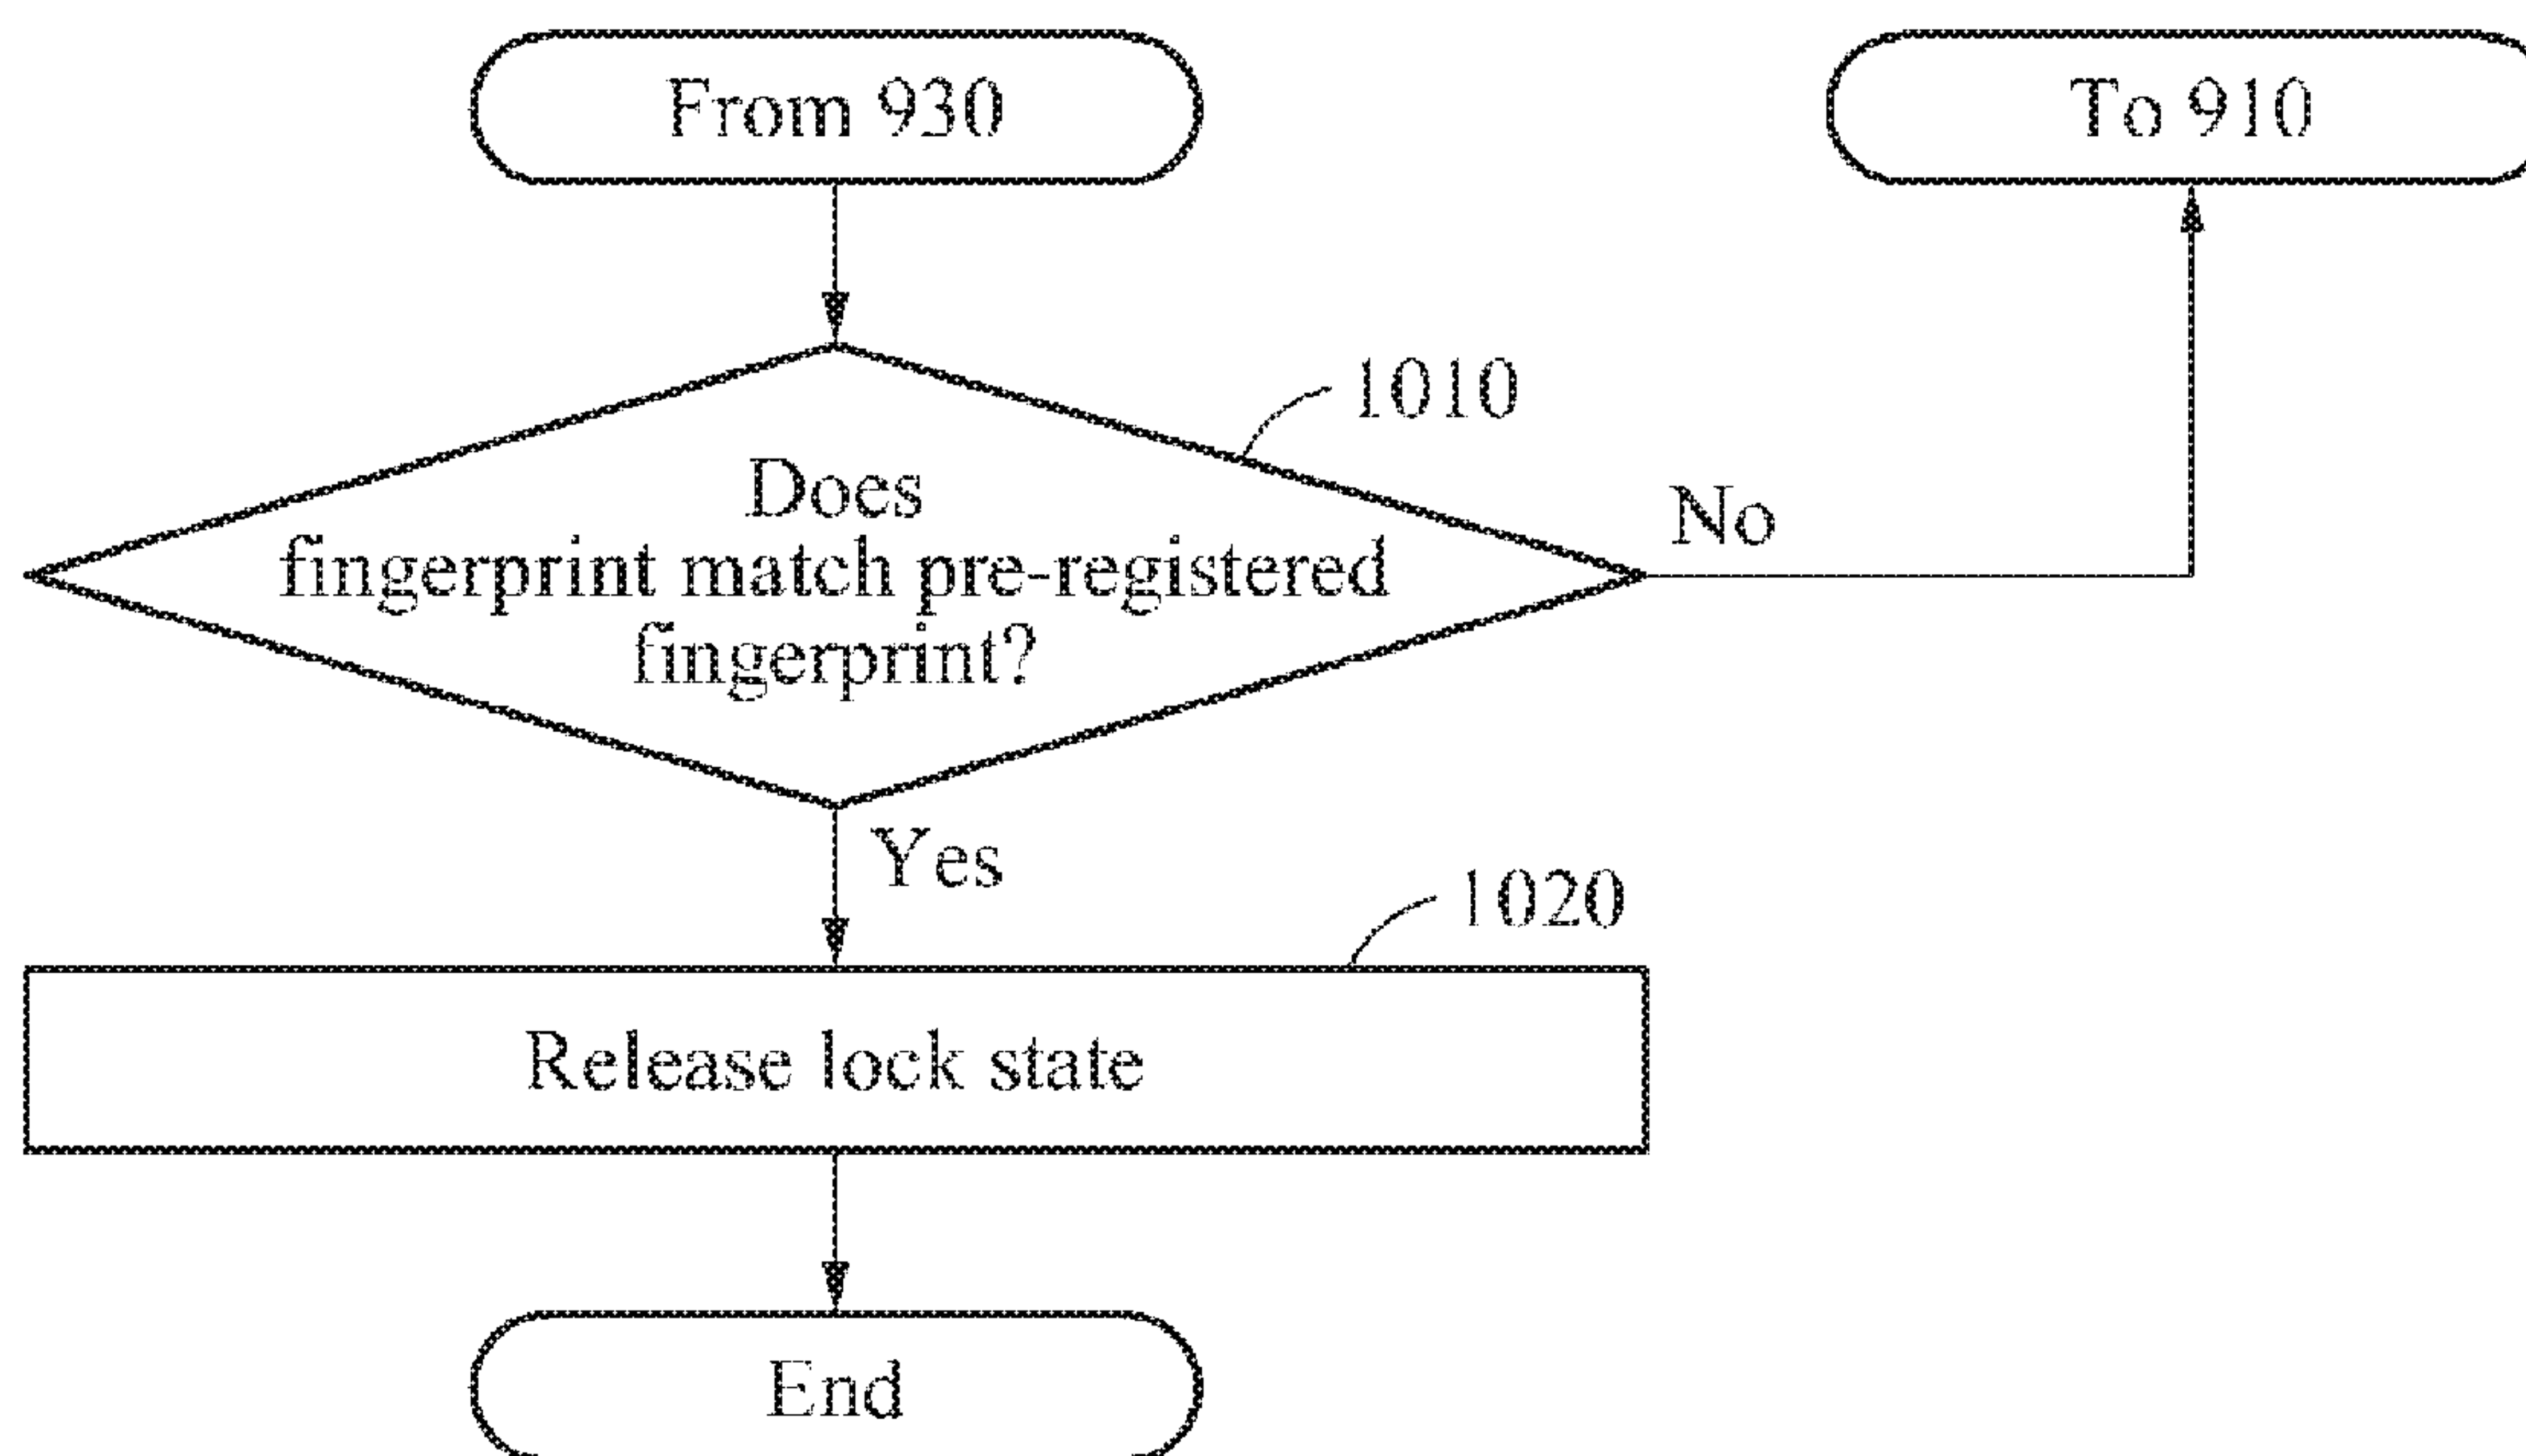 From 930
To 910
1010
Does
fingerprint match pre-registered
fingerprint?
No
Yes
1020
Release lock state
End